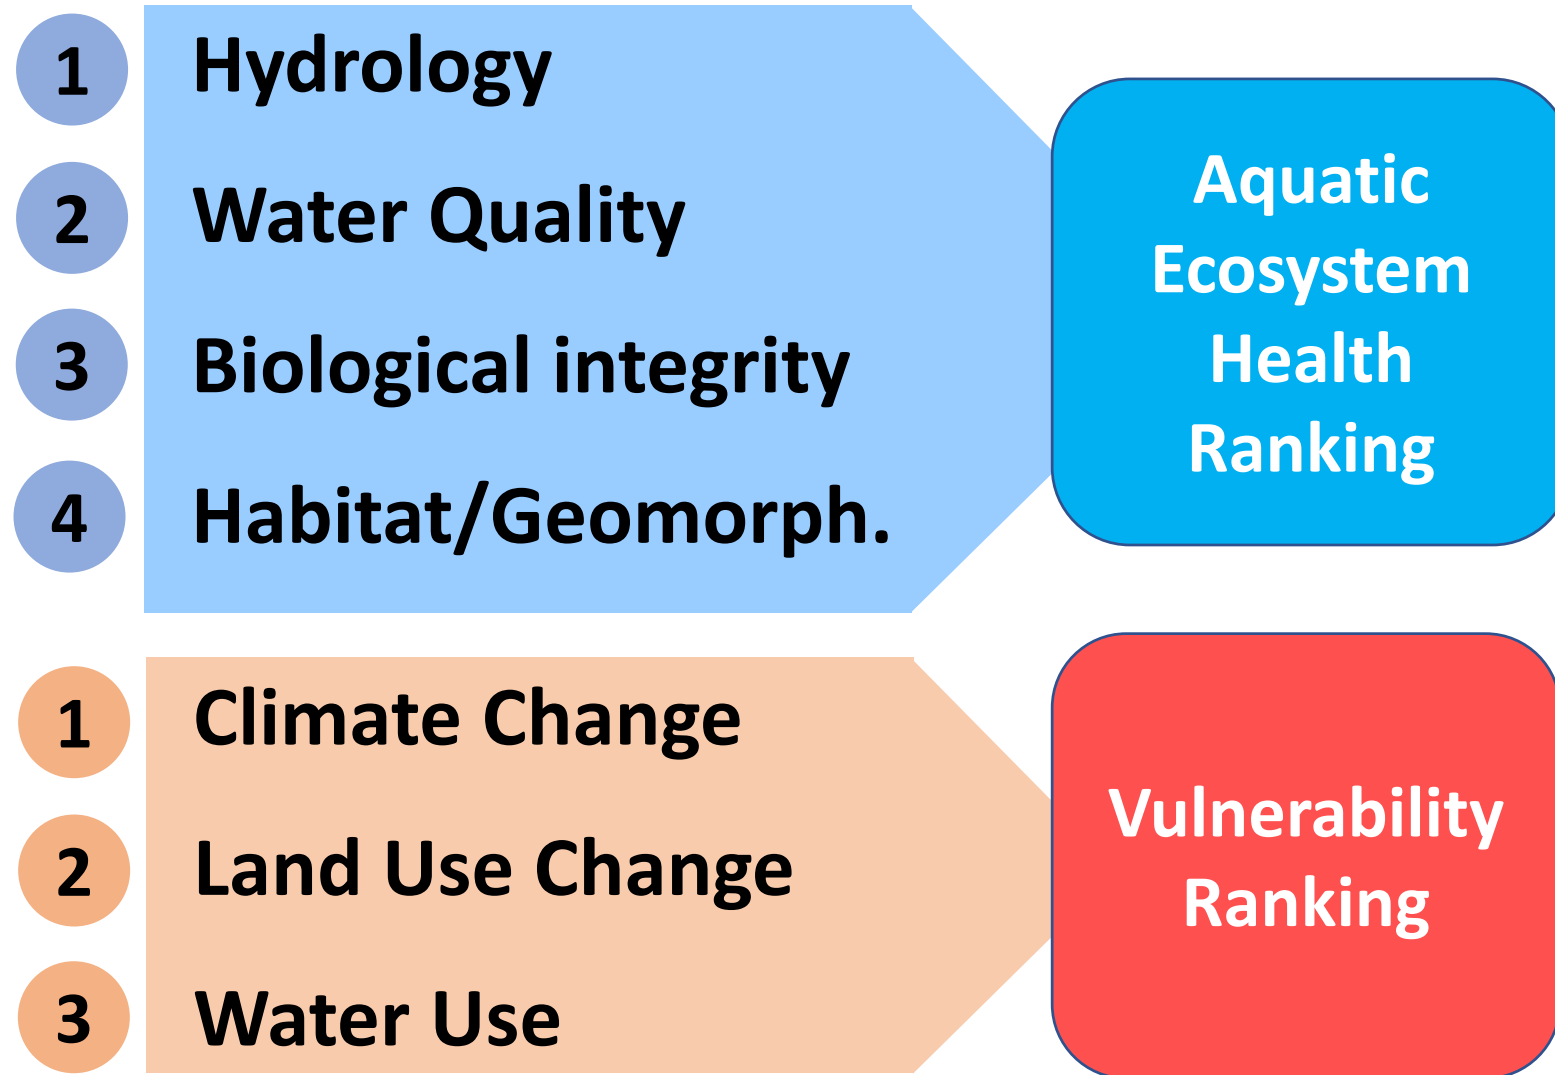 1 Hydrology
2 Water Quality
3 Biological integrity
4 Habitat/Geomorph.
Aquatic
Ecosystem
Health
Ranking
1 Climate Change
2 Land Use Change
3 Water Use
Vulnerability
Ranking